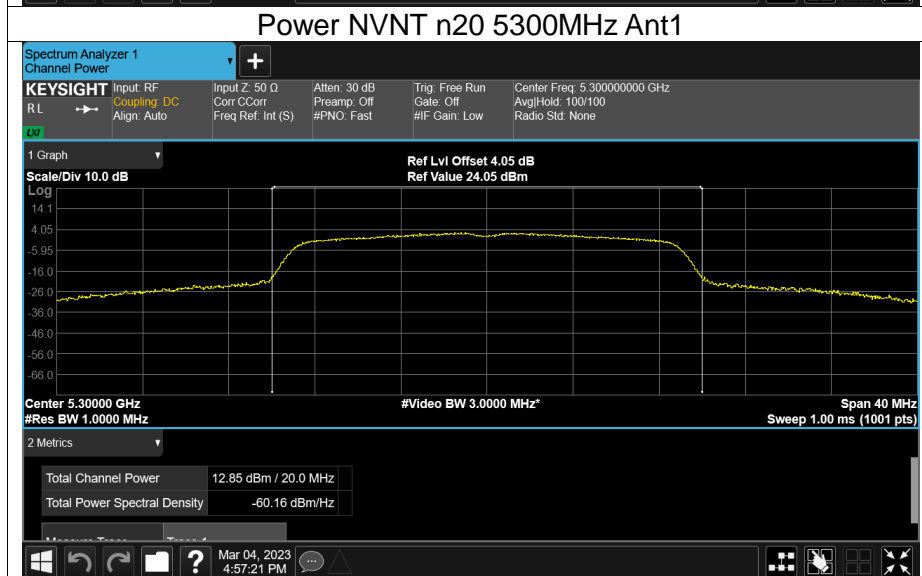 Power NVNT n20 5300MHz Ant1
Spectrum Analyzer 1
Channel Power
+
KEYSIGHT
R L
LXI
Input: RF
Coupling: DC
Align: Auto
Input Z: 50 Ω
Corr CCorr
Freq Ref: Int (S)
Atten: 30 dB
Preamp: Off
#PNO: Fast
Trig: Free Run
Gate: Off
#IF Gain: Low
Center Freq: 5.300000000 GHz
Avg|Hold: 100/100
Radio Std: None
1 Graph
Scale/Div 10.0 dB
Ref Lvl Offset 4.05 dB
Ref Value 24.05 dBm
Log
14.1
4.05
-5.95
-16.0
-26.0
-36.0
-46.0
-56.0
-66.0
Center 5.30000 GHz
#Res BW 1.0000 MHz
#Video BW 3.0000 MHz*
Span 40 MHz
Sweep 1.00 ms (1001 pts)
2 Metrics
Total Channel Power 12.85 dBm / 20.0 MHz
Total Power Spectral Density -60.16 dBm/Hz
?
Mar 04, 2023
4:57:21 PM